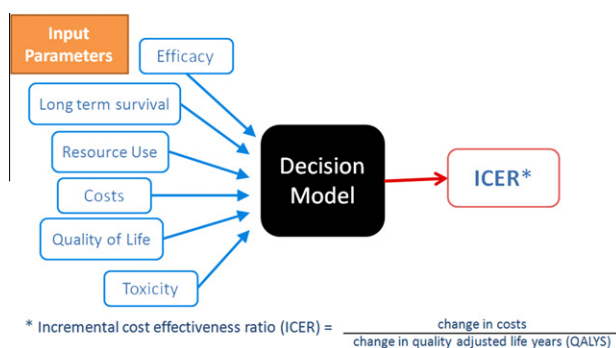 Input
Parameters
Efficacy
Long term survival
Resource Use
Costs
Quality of Life
Toxicity
Decision
Model
ICER*
* Incremental cost effectiveness ratio (ICER) =
change in costs
change in quality adjusted life years (QALYS)